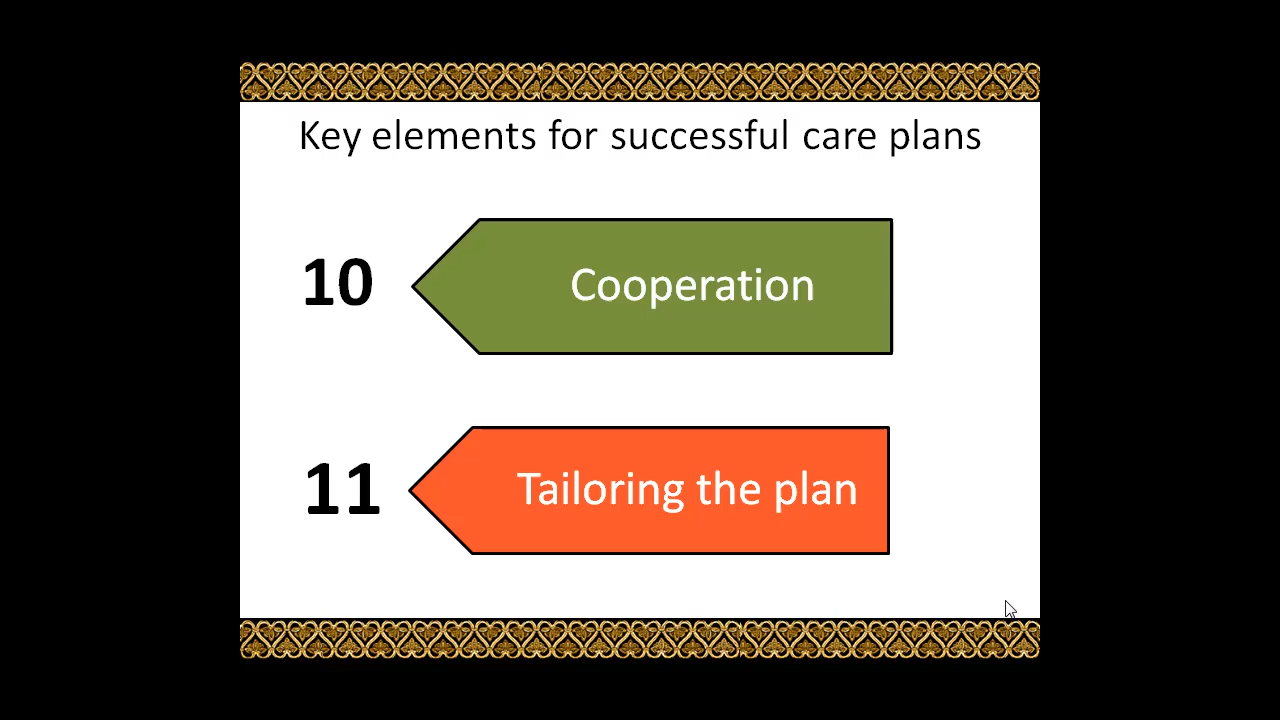 Key elements for successful care plans
10
Cooperation
11
Tailoring the plan